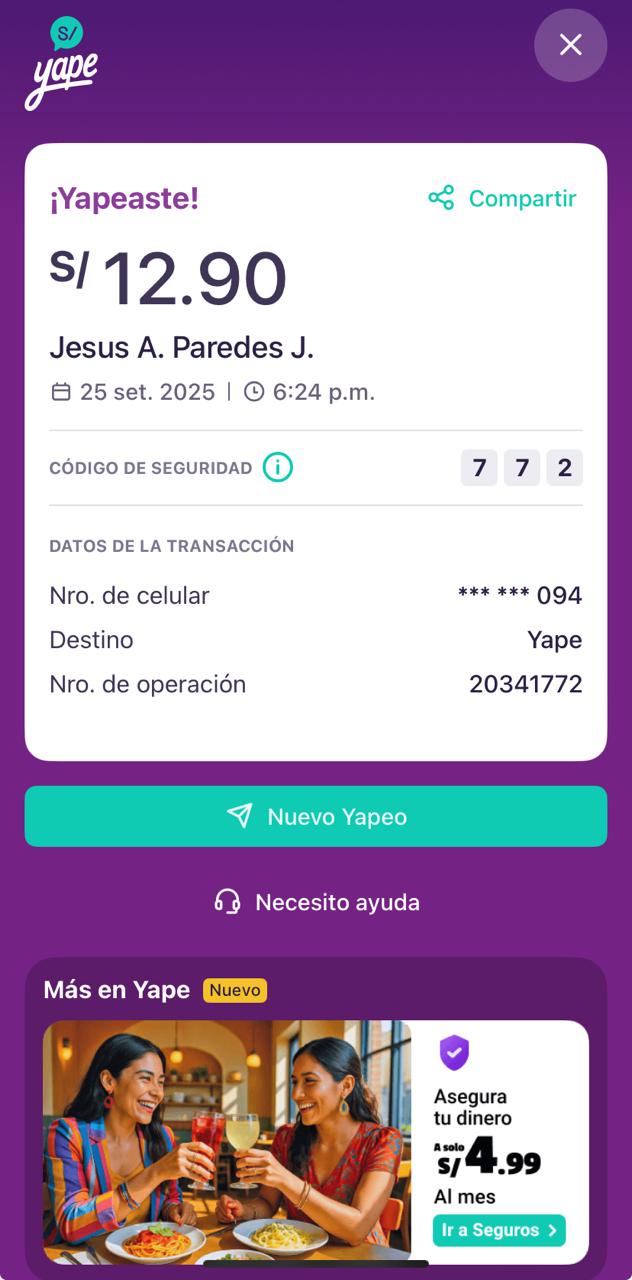 S/
yape
¡Yapeaste!
Compartir
S/ 12.90
Jesus A. Paredes J.
25 set. 2025 | 6:24 p.m.
CÓDIGO DE SEGURIDAD 7 7 2
DATOS DE LA TRANSACCIÓN
Nro. de celular *** *** 094
Destino Yape
Nro. de operación 20341772
Nuevo Yapeo
Necesito ayuda
Más en Yape Nuevo
Asegura
tu dinero
A solo
S/4.99
Al mes
Ir a Seguros